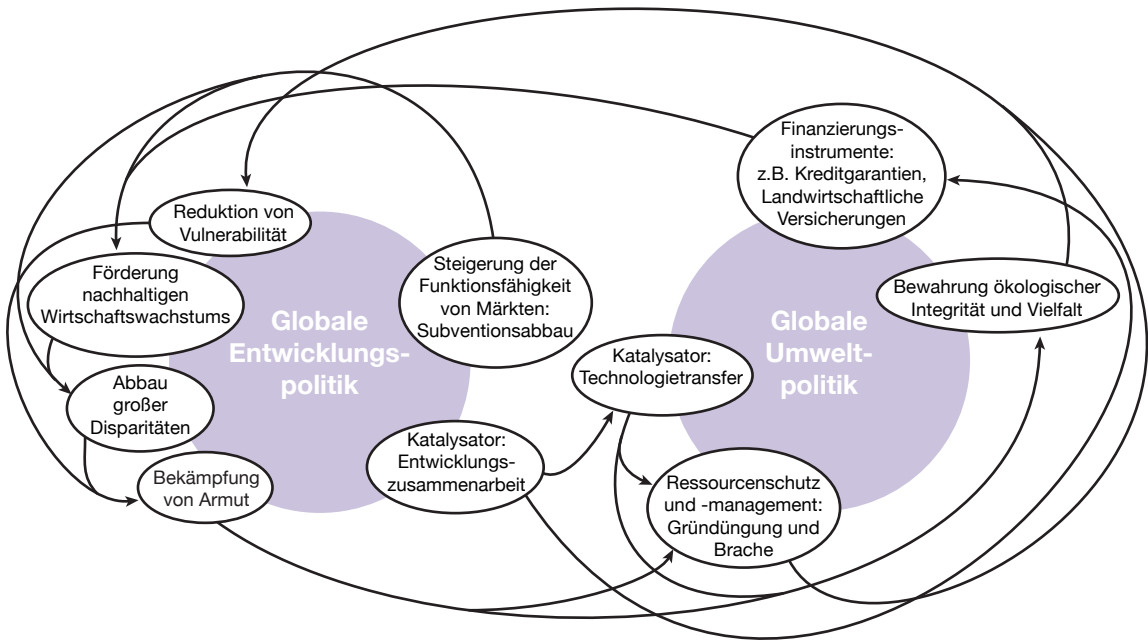 Finanzierungs-
instrumente:
z.B. Kreditgarantien,
Landwirtschaftliche
Versicherungen
Reduktion von
Vulnerabilität
Förderung
nachhaltigen
Wirtschaftswachstums
Steigerung der
Funktionsfähigkeit
von Märkten:
Subventionsabbau
Bewahrung ökologischer
Integrität und Vielfalt
Globale
Entwicklungs-
politik
Globale
Umwelt-
politik
Katalysator:
Technologietransfer
Abbau
großer
Disparitäten
Katalysator:
Entwicklungs-
zusammenarbeit
Bekämpfung
von Armut
Ressourcenschutz
und -management:
Gründüngung und
Brache